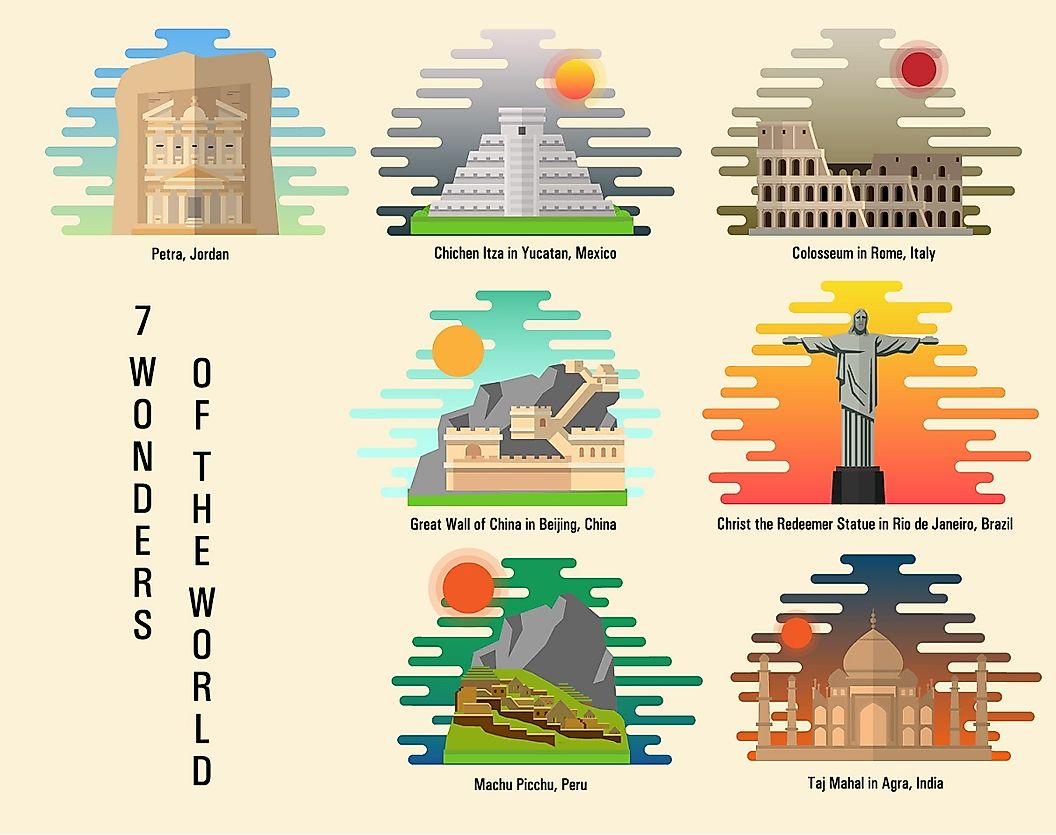 Petra, Jordan
Chichen Itza in Yucatan, Mexico
Colosseum in Rome, Italy
7 WONDERS
OF THE WORLD
Great Wall of China in Beijing, China
Christ the Redeemer Statue in Rio de Janeiro, Brazil
Machu Picchu, Peru
Taj Mahal in Agra, India